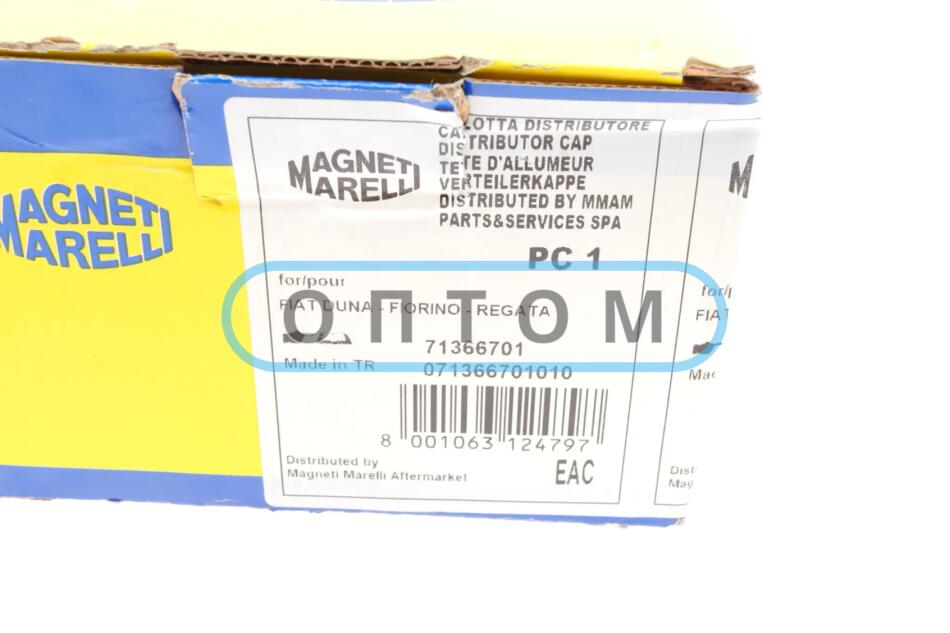 MAGNETI
MARELLI
MAGNETI
MARELLI
CALOTTA DISTRIBUTORE
DISTRIBUTOR CAP
TETE D'ALLUMEUR
VERTEILERKAPPE
DISTRIBUTED BY MMAM
PARTS&SERVICES SPA
PC 1
for/pour
FIAT DUNA - FIORINO - REGATA
ОПТОМ
71366701
Made in TR
071366701010
8 001063 124797
Distributed by
Magneti Marelli Aftermarket
EAC
M
for/
FIAT
Mac
Dist
Mag